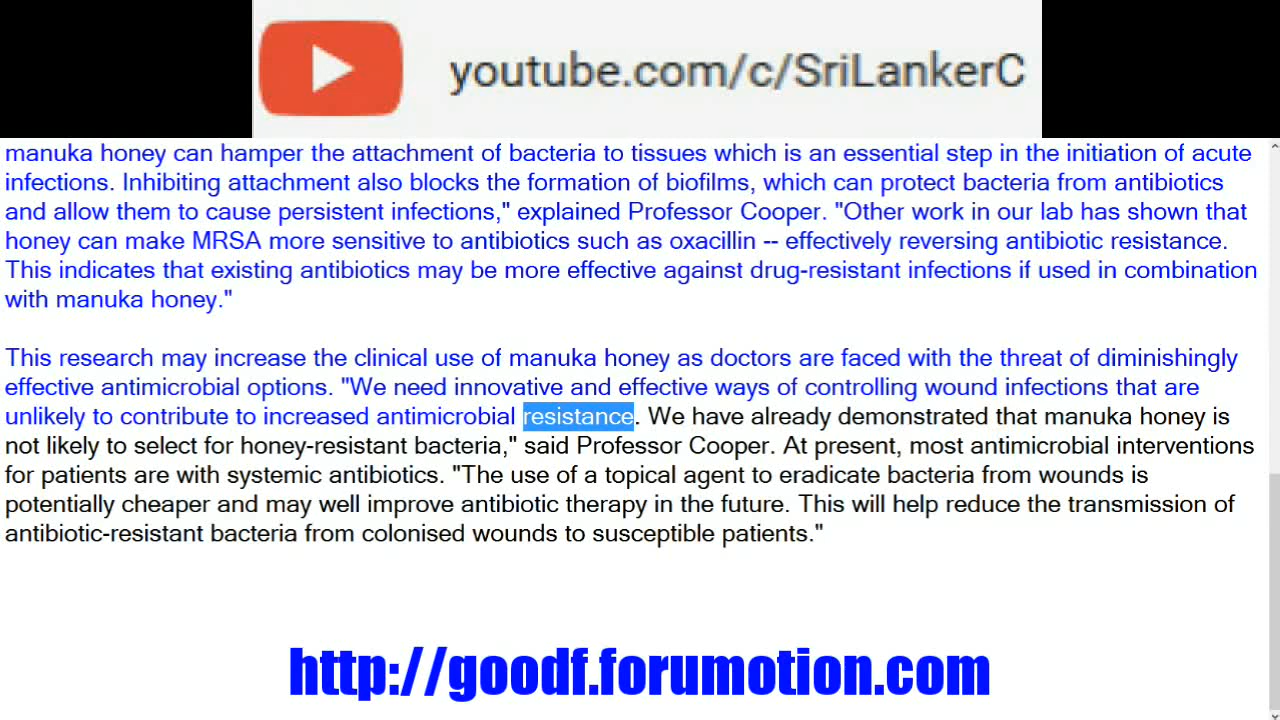 youtube.com/c/SriLankerC
manuka honey can hamper the attachment of bacteria to tissues which is an essential step in the initiation of acute
infections. Inhibiting attachment also blocks the formation of biofilms, which can protect bacteria from antibiotics
and allow them to cause persistent infections," explained Professor Cooper. "Other work in our lab has shown that
honey can make MRSA more sensitive to antibiotics such as oxacillin -- effectively reversing antibiotic resistance.
This indicates that existing antibiotics may be more effective against drug-resistant infections if used in combination
with manuka honey."
This research may increase the clinical use of manuka honey as doctors are faced with the threat of diminishingly
effective antimicrobial options. "We need innovative and effective ways of controlling wound infections that are
unlikely to contribute to increased antimicrobial resistance. We have already demonstrated that manuka honey is
not likely to select for honey-resistant bacteria," said Professor Cooper. At present, most antimicrobial interventions
for patients are with systemic antibiotics. "The use of a topical agent to eradicate bacteria from wounds is
potentially cheaper and may well improve antibiotic therapy in the future. This will help reduce the transmission of
antibiotic-resistant bacteria from colonised wounds to susceptible patients."
http://goodf.forumotion.com